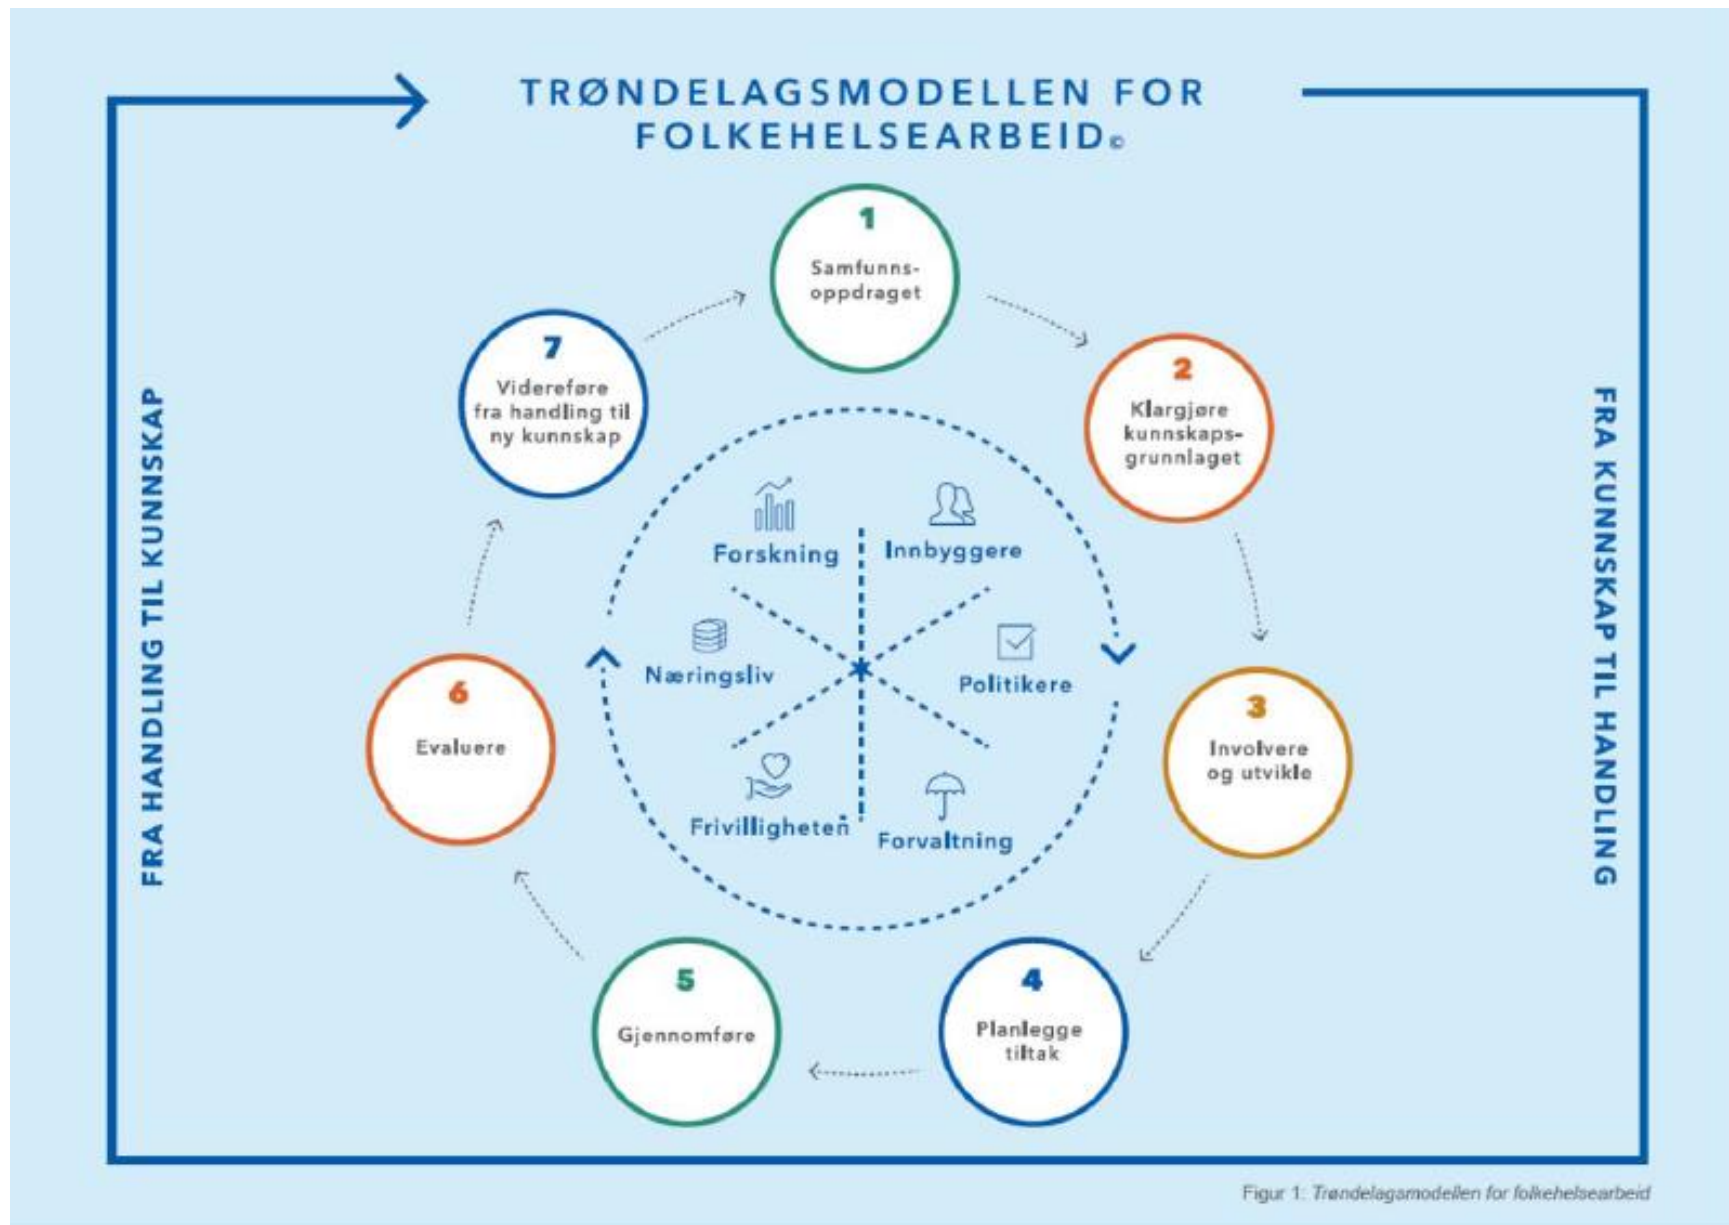 TRØNDELAGSMODELLEN FOR
FOLKEHELSEARBEID©
1
Samfunns-
oppdraget
2
Klargjøre
kunnskaps-
grunnlaget
3
Involvere
og utvikle
4
Planlegge
tiltak
5
Gjennomføre
6
Evaluere
7
Videreføre
fra handling til
ny kunnskap
Forskning
Innbyggere
Næringsliv
Politikere
Frivilligheten
Forvaltning
FRA HANDLING TIL KUNNSKAP
FRA KUNNSKAP TIL HANDLING
Figur 1: Trøndelagsmodellen for folkehelsearbeid